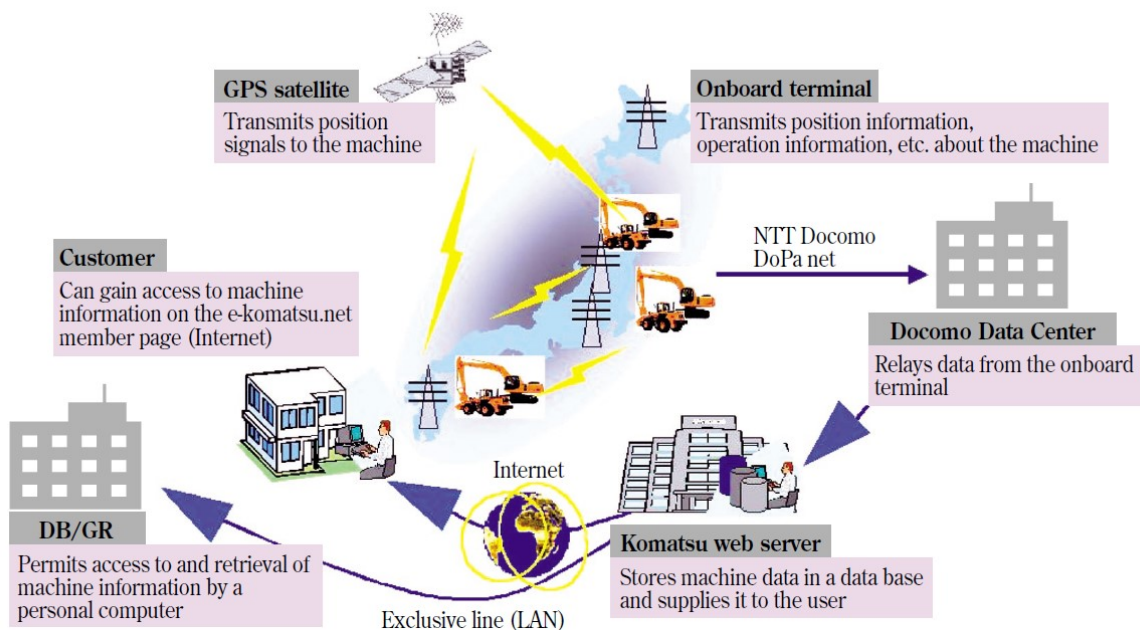 GPS satellite
Transmits position
signals to the machine
Onboard terminal
Transmits position information,
operation information, etc. about the machine
Customer
Can gain access to machine
information on the e-komatsu.net
member page (Internet)
NTT Docomo
DoPa net
Docomo Data Center
Relays data from the onboard
terminal
Internet
DB/GR
Permits access to and retrieval of
machine information by a
personal computer
Exclusive line (LAN)
Komatsu web server
Stores machine data in a data base
and supplies it to the user